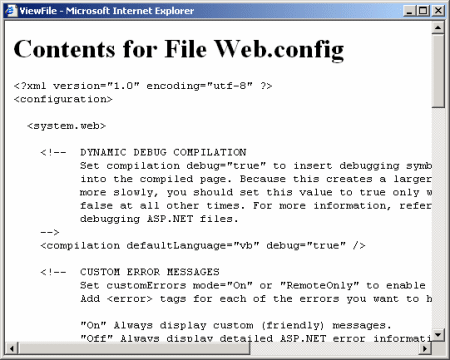 ViewFile - Microsoft Internet Explorer
Contents for File Web.config
<?xml version="1.0" encoding="utf-8" ?>
<configuration>
<system.web>
<!-- DYNAMIC DEBUG COMPILATION
Set compilation debug="true" to insert debugging symb
into the compiled page. Because this creates a larger
more slowly, you should set this value to true only w
false at all other times. For more information, refer
debugging ASP.NET files.
-->
<compilation defaultLanguage="vb" debug="true" />
<!-- CUSTOM ERROR MESSAGES
Set customErrors mode="On" or "RemoteOnly" to enable
Add <error> tags for each of the errors you want to h
"On" Always display custom (friendly) messages.
"Off" Always display detailed ASP.NET error informati